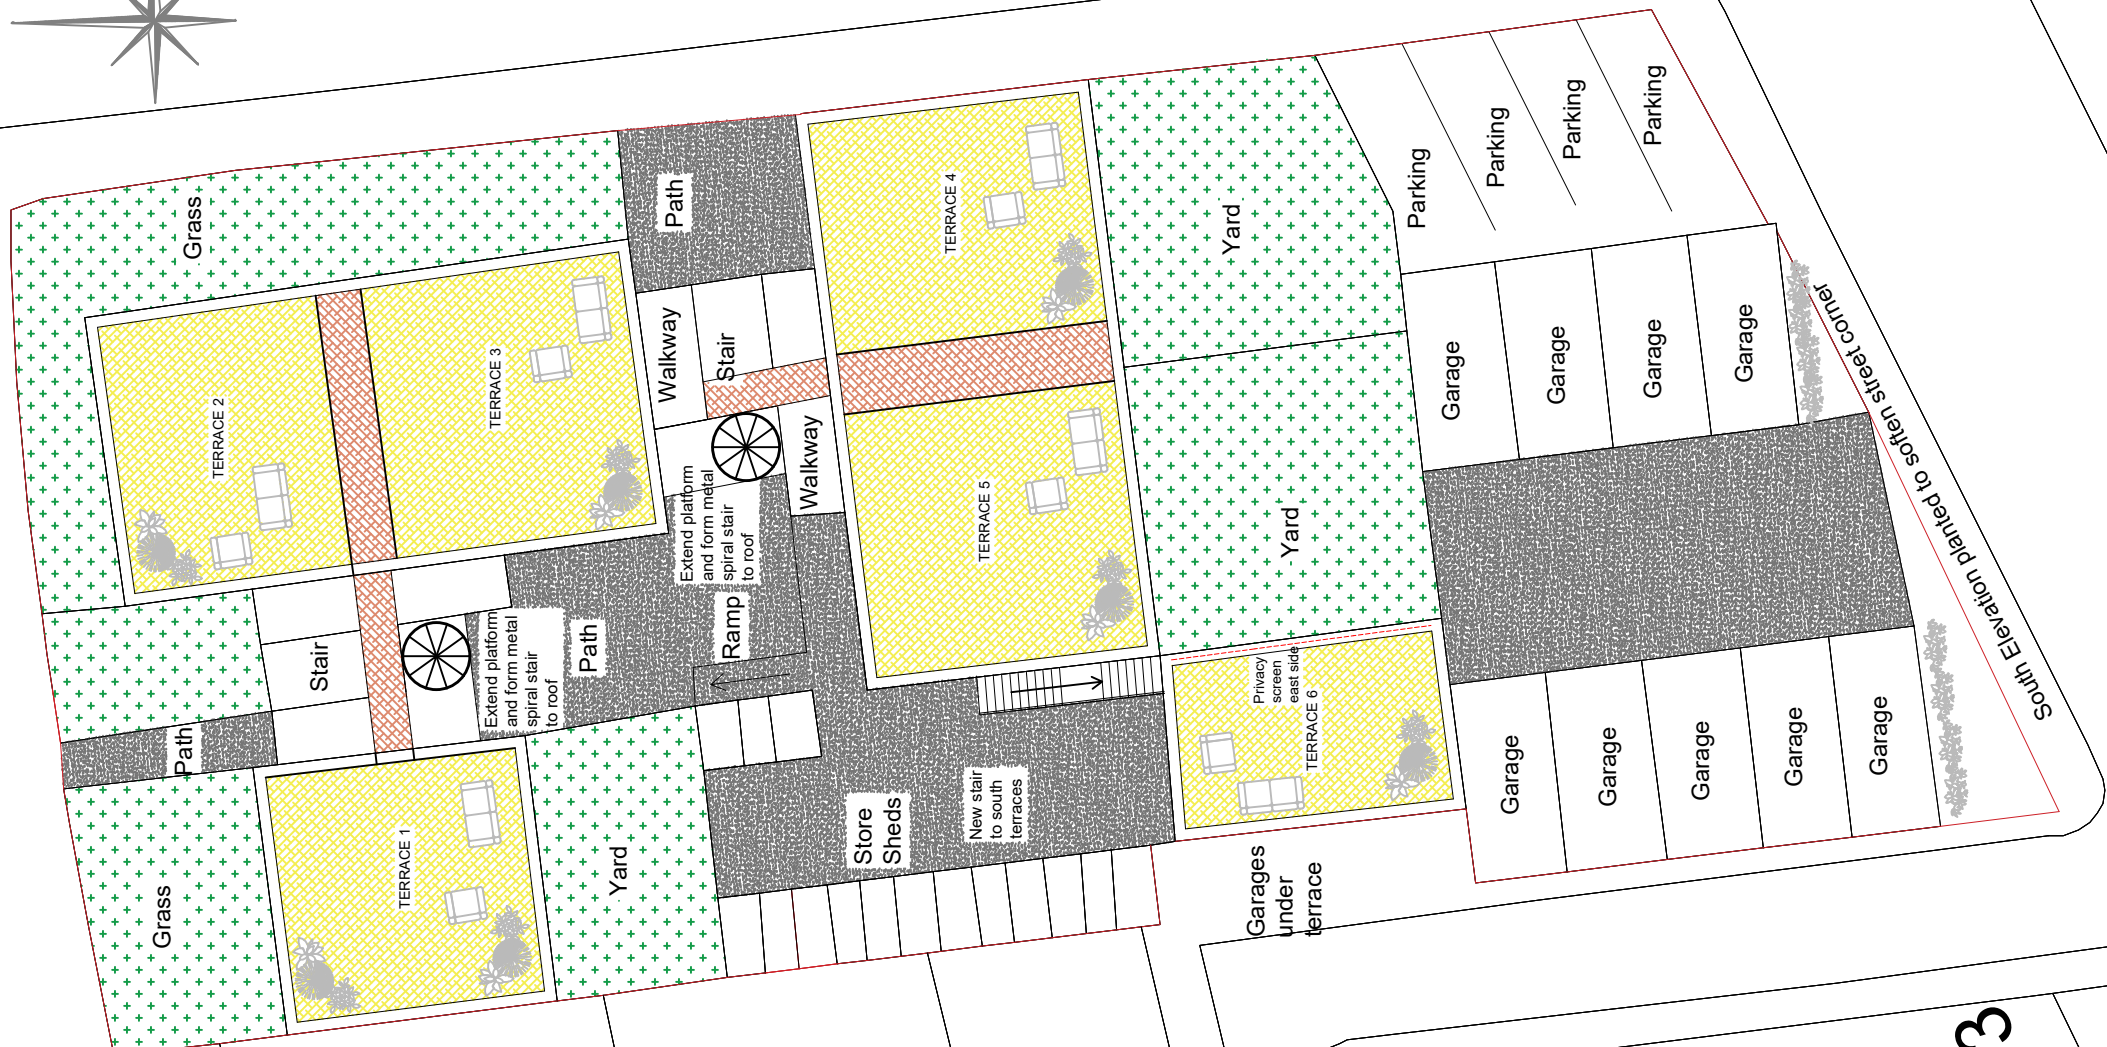 Grass
Path
Parking
Parking
Parking
Parking
TERRACE 4
Yard
TERRACE 2
TERRACE 3
Walkway
Stair
Garage
Garage
Garage
Garage
Walkway
Extend platform
and form metal
spiral stair
to roof
TERRACE 5
Yard
South Elevation planted to soften street corner
Stair
Extend platform
and form metal
spiral stair
to roof
Path
Ramp
Privacy
screen
east side
TERRACE 6
Path
Grass
TERRACE 1
Yard
Store
Sheds
New stair
to south
terraces
Garages
under
terrace
Garage
Garage
Garage
Garage
Garage
3